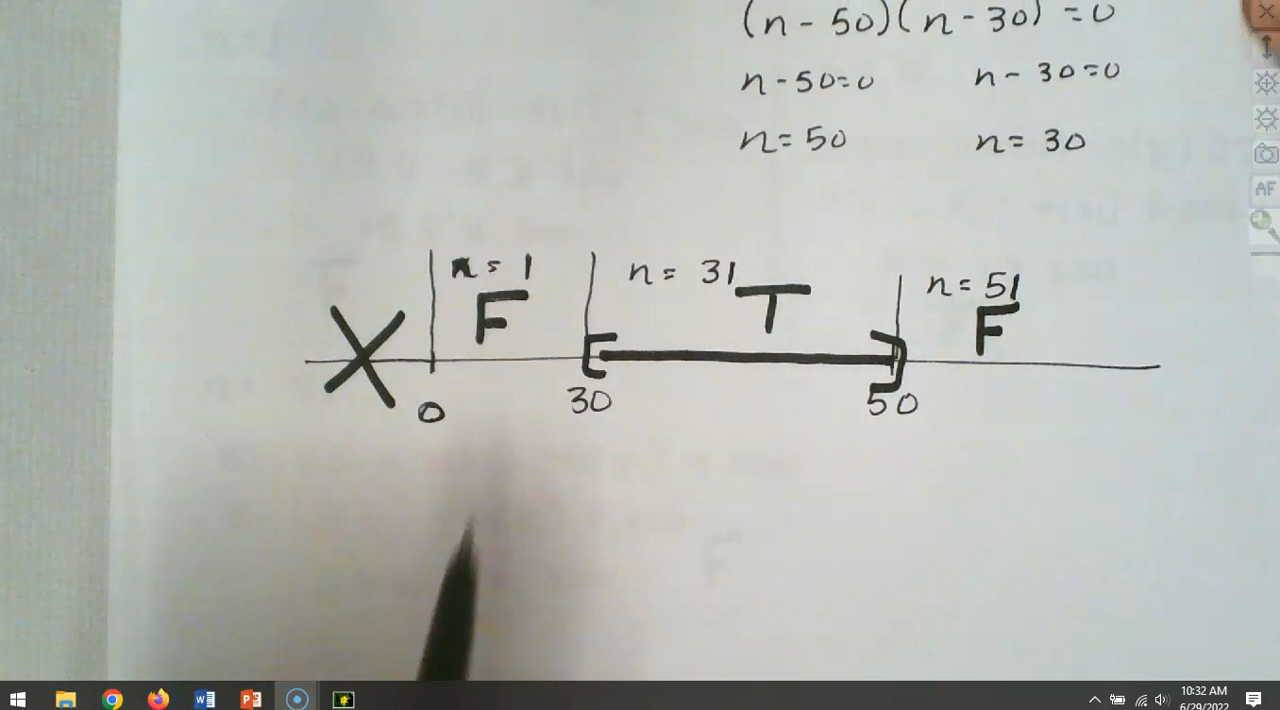 (n - 50)(n - 30) = 0
n - 50 = 0 n - 30 = 0
n = 50 n = 30
n = 1 n = 31 n = 51
F T F
X [ ]
0 30 50
AF
10:32 AM
6/29/2022